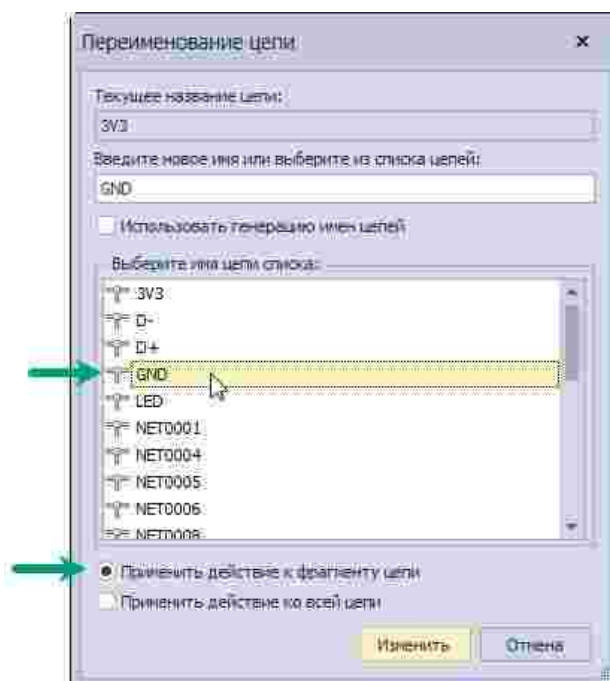 Переименование цепи
Текущее название цепи:
3V3
Введите новое имя или выберите из списка цепей:
GND
Использовать генерацию имен цепей
Выберите имя цепи списка:
3V3
D-
D+
GND
LED
NET0001
NET0004
NET0005
NET0006
NET0008
Применить действие к фрагменту цепи
Применить действие ко всей цепи
Изменить
Отмена